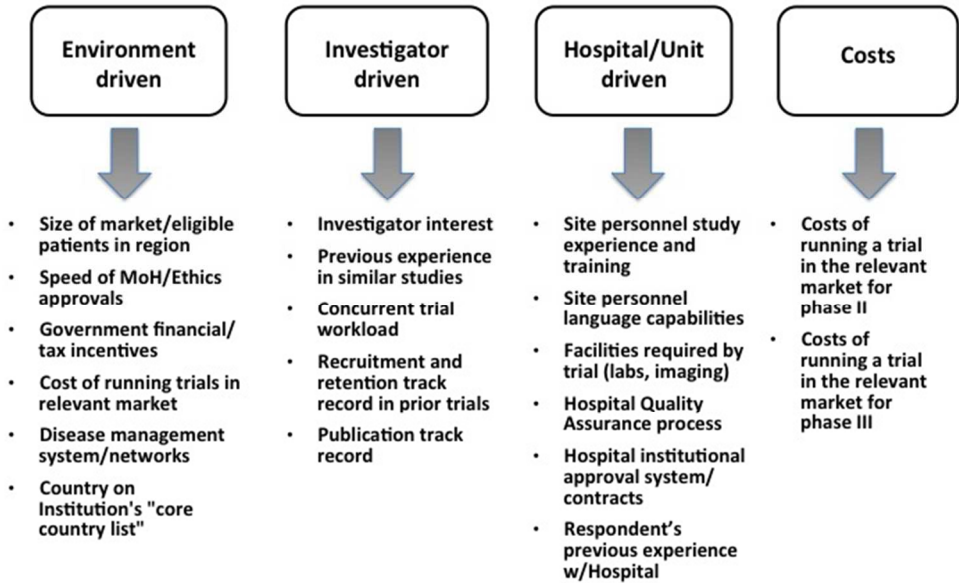 Environment
driven
Investigator
driven
Hospital/Unit
driven
Costs
• Size of market/eligible
patients in region
• Speed of MoH/Ethics
approvals
• Government financial/
tax incentives
• Cost of running trials in
relevant market
• Disease management
system/networks
• Country on
Institution's "core
country list"
• Investigator interest
• Previous experience
in similar studies
• Concurrent trial
workload
• Recruitment and
retention track
record in prior trials
• Publication track
record
• Site personnel study
experience and
training
• Site personnel
language capabilities
• Facilities required by
trial (labs, imaging)
• Hospital Quality
Assurance process
• Hospital institutional
approval system/
contracts
• Respondent’s
previous experience
w/Hospital
• Costs of
running a trial
in the relevant
market for
phase II
• Costs of
running a trial
in the relevant
market for
phase III